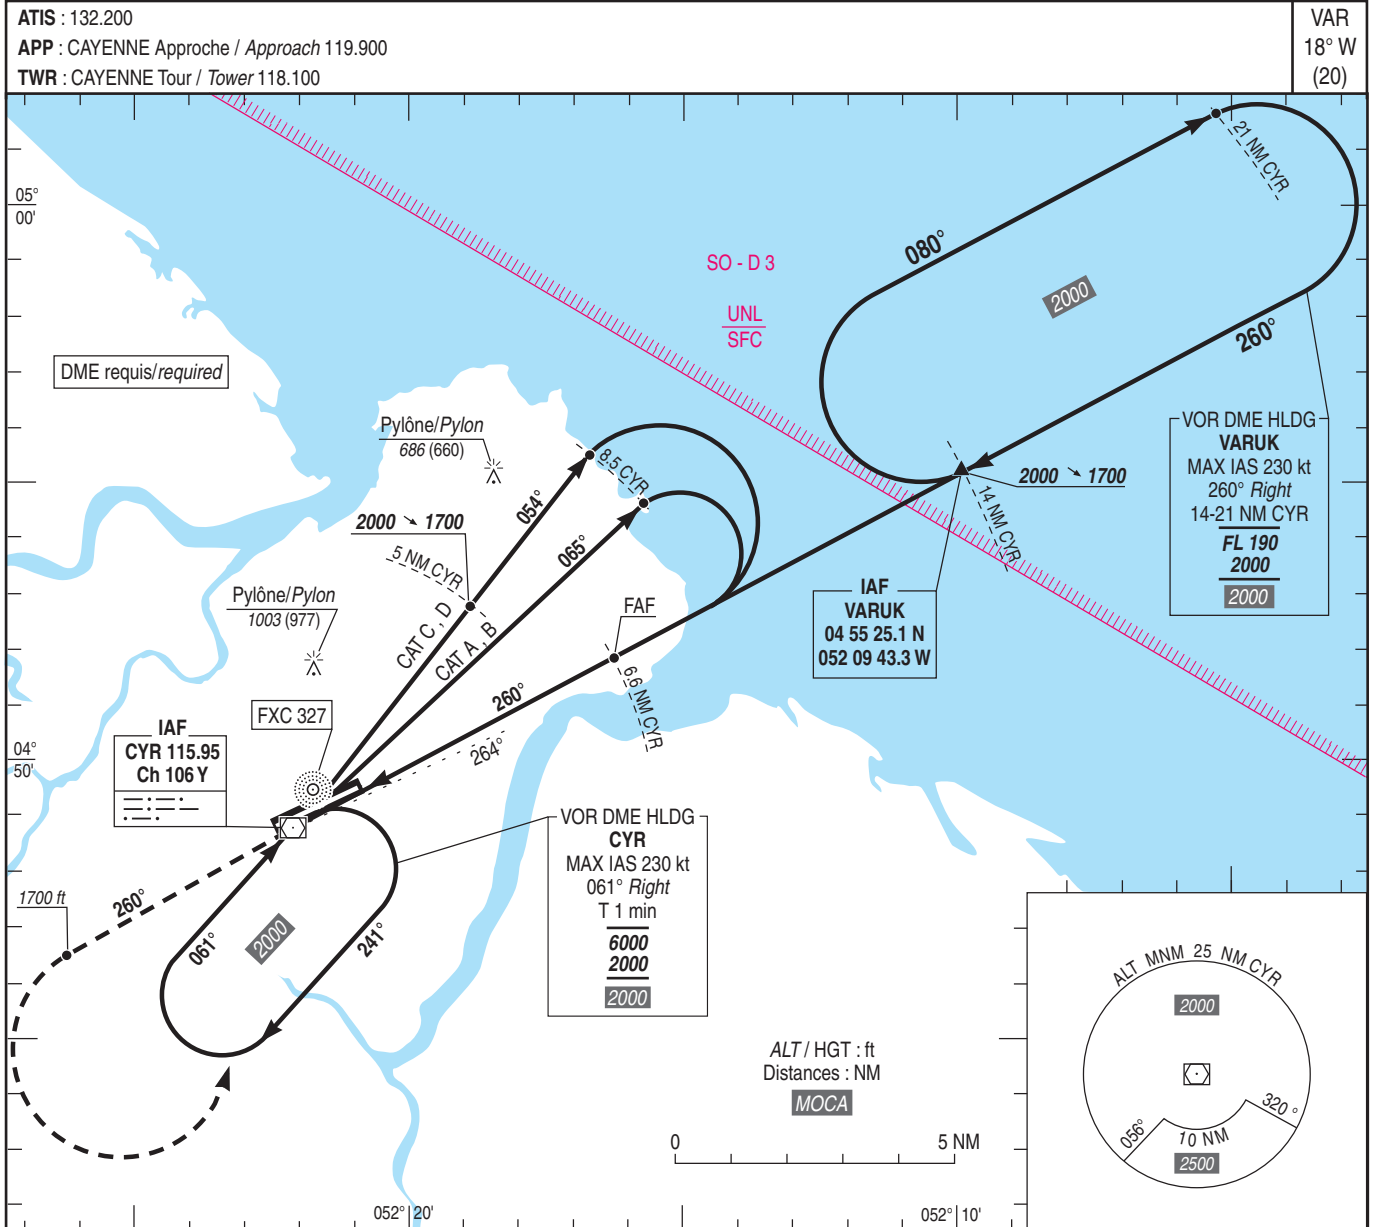 ATIS : 132.200
APP : CAYENNE Approche / Approach 119.900
TWR : CAYENNE Tour / Tower 118.100
VAR
18° W
(20)
21 NM CYR
05°
00'
080°
SO - D 3
UNL
SFC
2000
260°
DME requis/required
Pylône/Pylon
686 (660)
8.5 CYR
VOR DME HLDG
VARUK
MAX IAS 230 kt
260° Right
14-21 NM CYR
FL 190
2000
2000
2000 ↘ 1700
14 NM CYR
054°
2000 ↘ 1700
065°
5 NM CYR
Pylône/Pylon
1003 (977)
CAT C , D
CAT A , B
FAF
IAF
VARUK
04 55 25.1 N
052 09 43.3 W
6.6 NM CYR
260°
264°
FXC 327
IAF
CYR 115.95
Ch 106 Y
04°
50'
VOR DME HLDG
CYR
MAX IAS 230 kt
061° Right
T 1 min
6000
2000
2000
1700 ft
260°
061°
2000
241°
ALT / HGT : ft
Distances : NM
MOCA
0 5 NM
ALT MNM 25 NM CYR
2000
056°
320 °
10 NM
2500
052° 20'
052° 10'